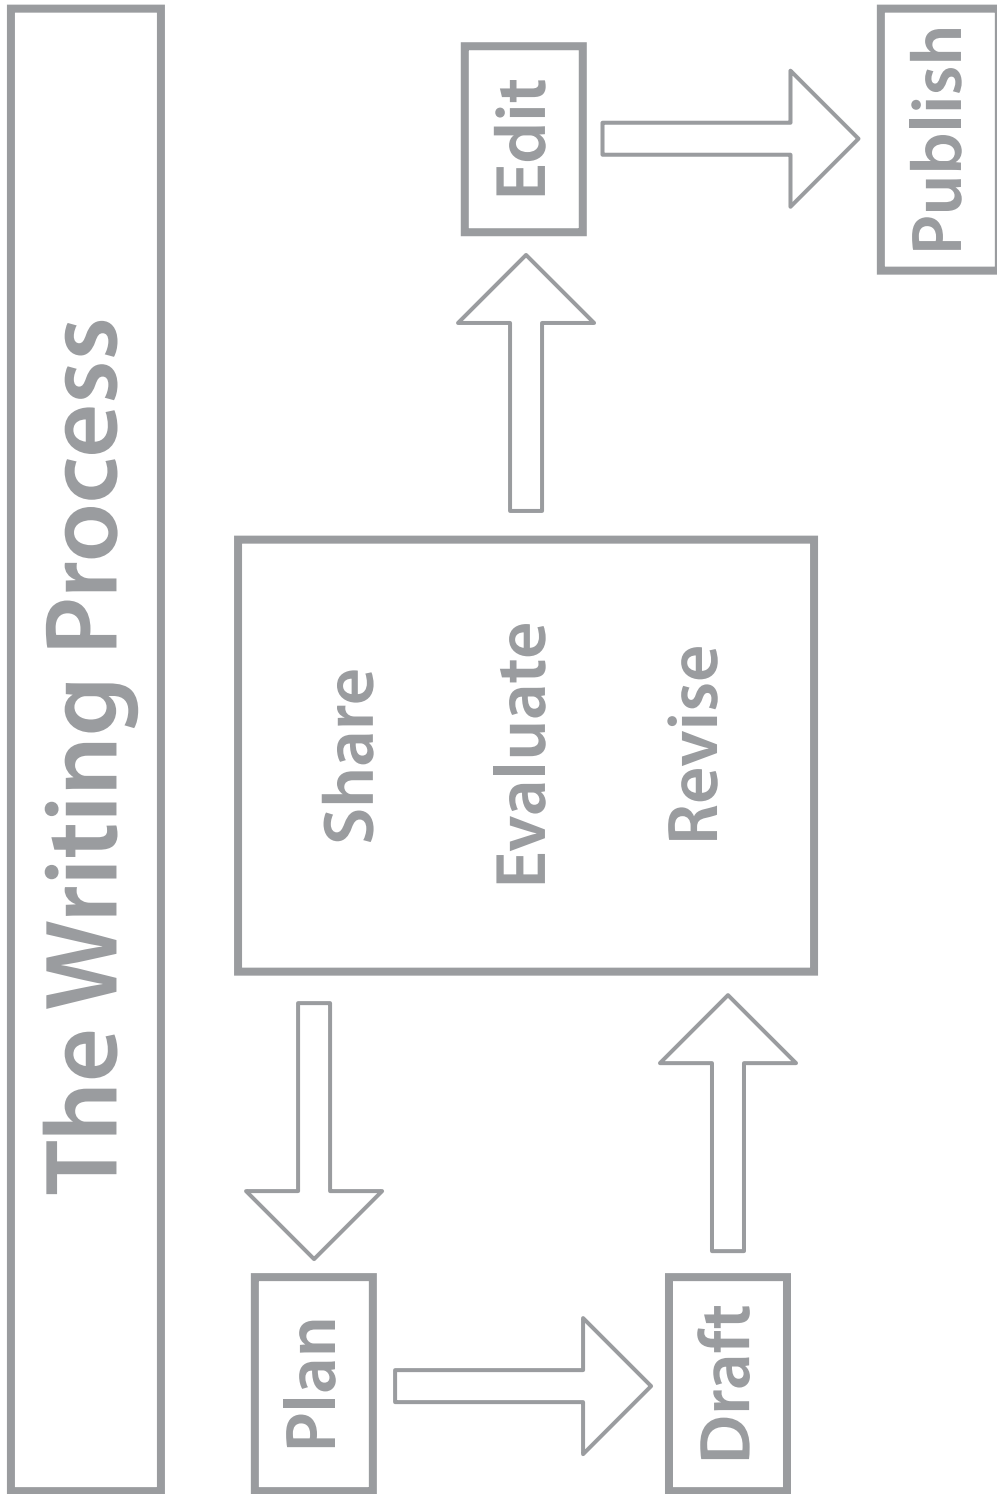 The Writing Process
Plan
Draft
Share
Evaluate
Revise
Edit
Publish